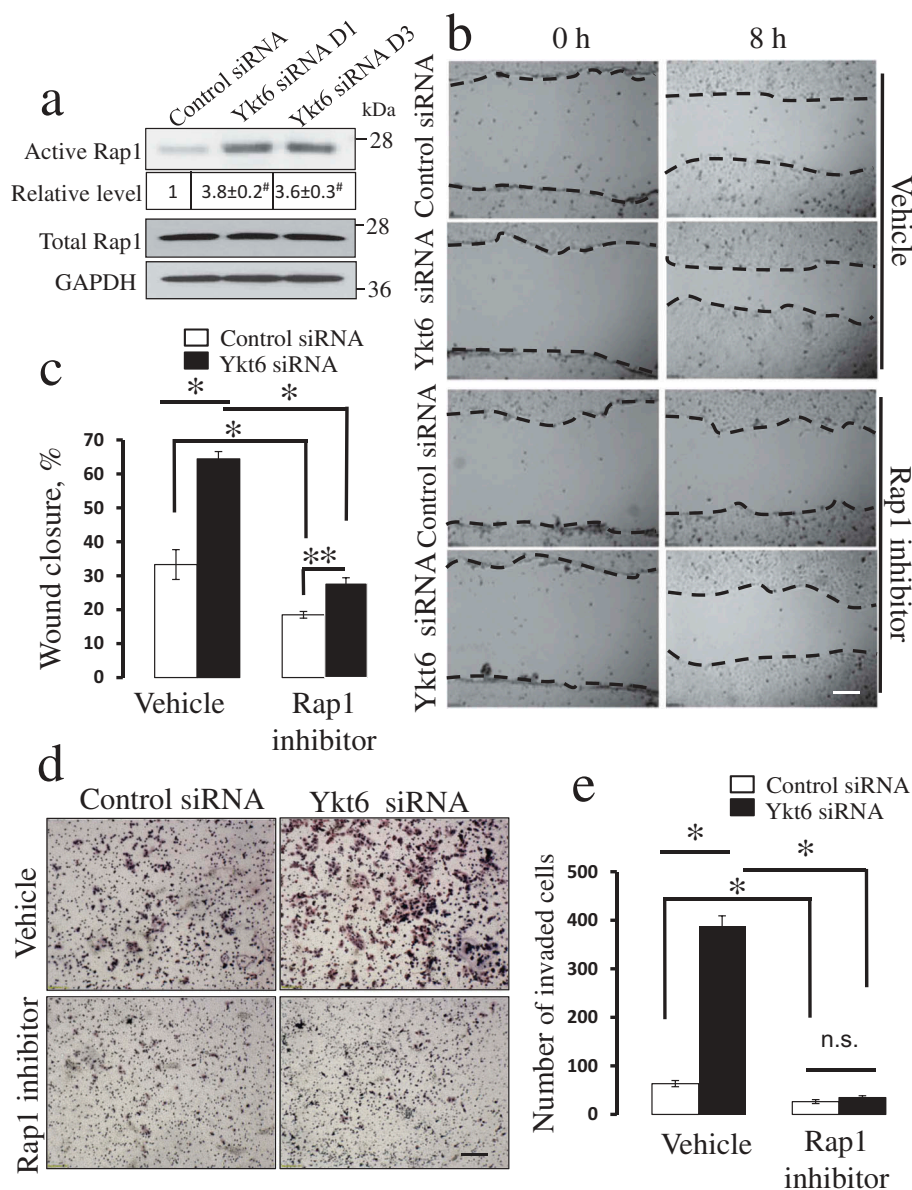 a
Control siRNA
Ykt6 siRNA D1
Ykt6 siRNA D3
kDa
Active Rap1
28
Relative level 1 3.8±0.2# 3.6±0.3#
Total Rap1
28
GAPDH
36
b
0 h 8 h
Control siRNA
Ykt6 siRNA
Vehicle
Control siRNA
Ykt6 siRNA
Rap1 inhibitor
c
Control siRNA
Ykt6 siRNA
Wound closure, %
70
60
50
40
30
20
10
0
*
*
*
**
Vehicle
Rap1
inhibitor
d
Control siRNA Ykt6 siRNA
Vehicle
Rap1 inhibitor
e
Control siRNA
Ykt6 siRNA
Number of invaded cells
500
400
300
200
100
0
*
*
*
n.s.
Vehicle
Rap1
inhibitor